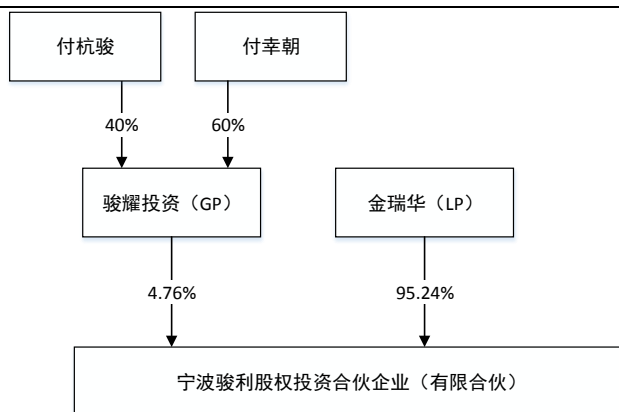 付杭骏
付幸朝
40%
60%
骏耀投资（GP）
金瑞华（LP）
4.76%
95.24%
宁波骏利股权投资合伙企业（有限合伙）